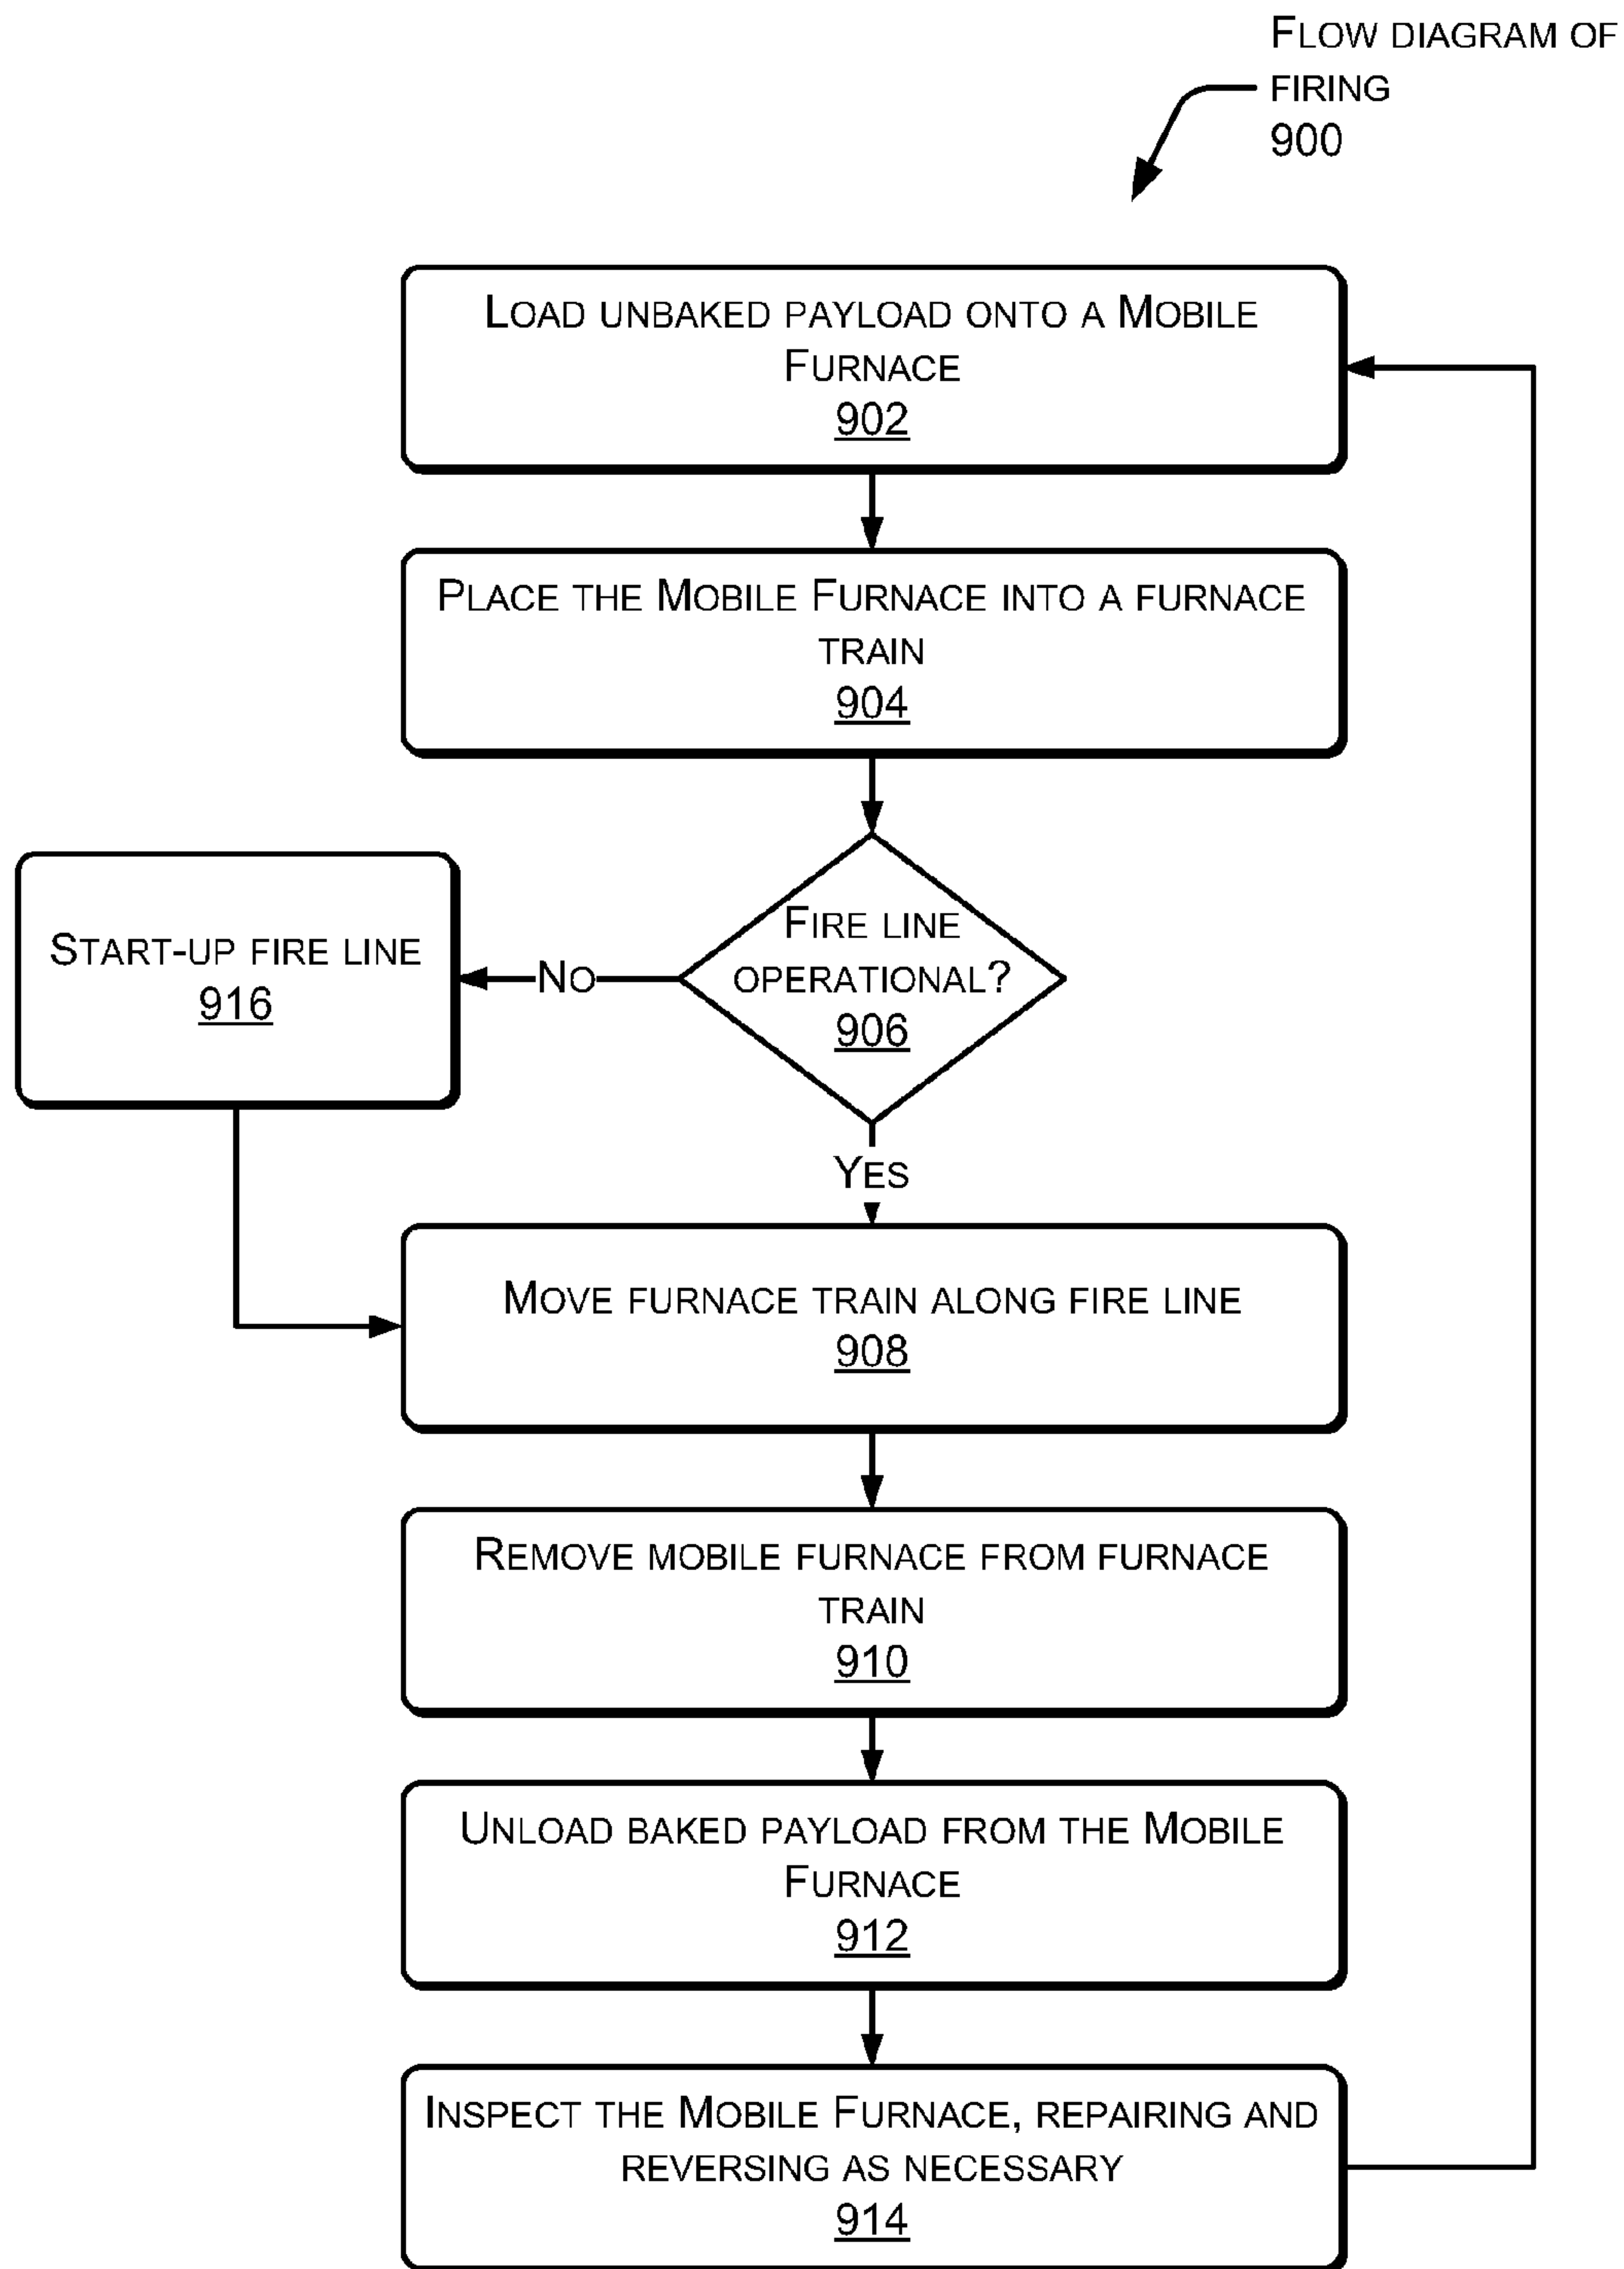 FLOW DIAGRAM OF
FIRING
900
LOAD UNBAKED PAYLOAD ONTO A MOBILE
FURNACE
902
PLACE THE MOBILE FURNACE INTO A FURNACE
TRAIN
904
FIRE LINE
OPERATIONAL?
906
NO
START-UP FIRE LINE
916
YES
MOVE FURNACE TRAIN ALONG FIRE LINE
908
REMOVE MOBILE FURNACE FROM FURNACE
TRAIN
910
UNLOAD BAKED PAYLOAD FROM THE MOBILE
FURNACE
912
INSPECT THE MOBILE FURNACE, REPAIRING AND
REVERSING AS NECESSARY
914